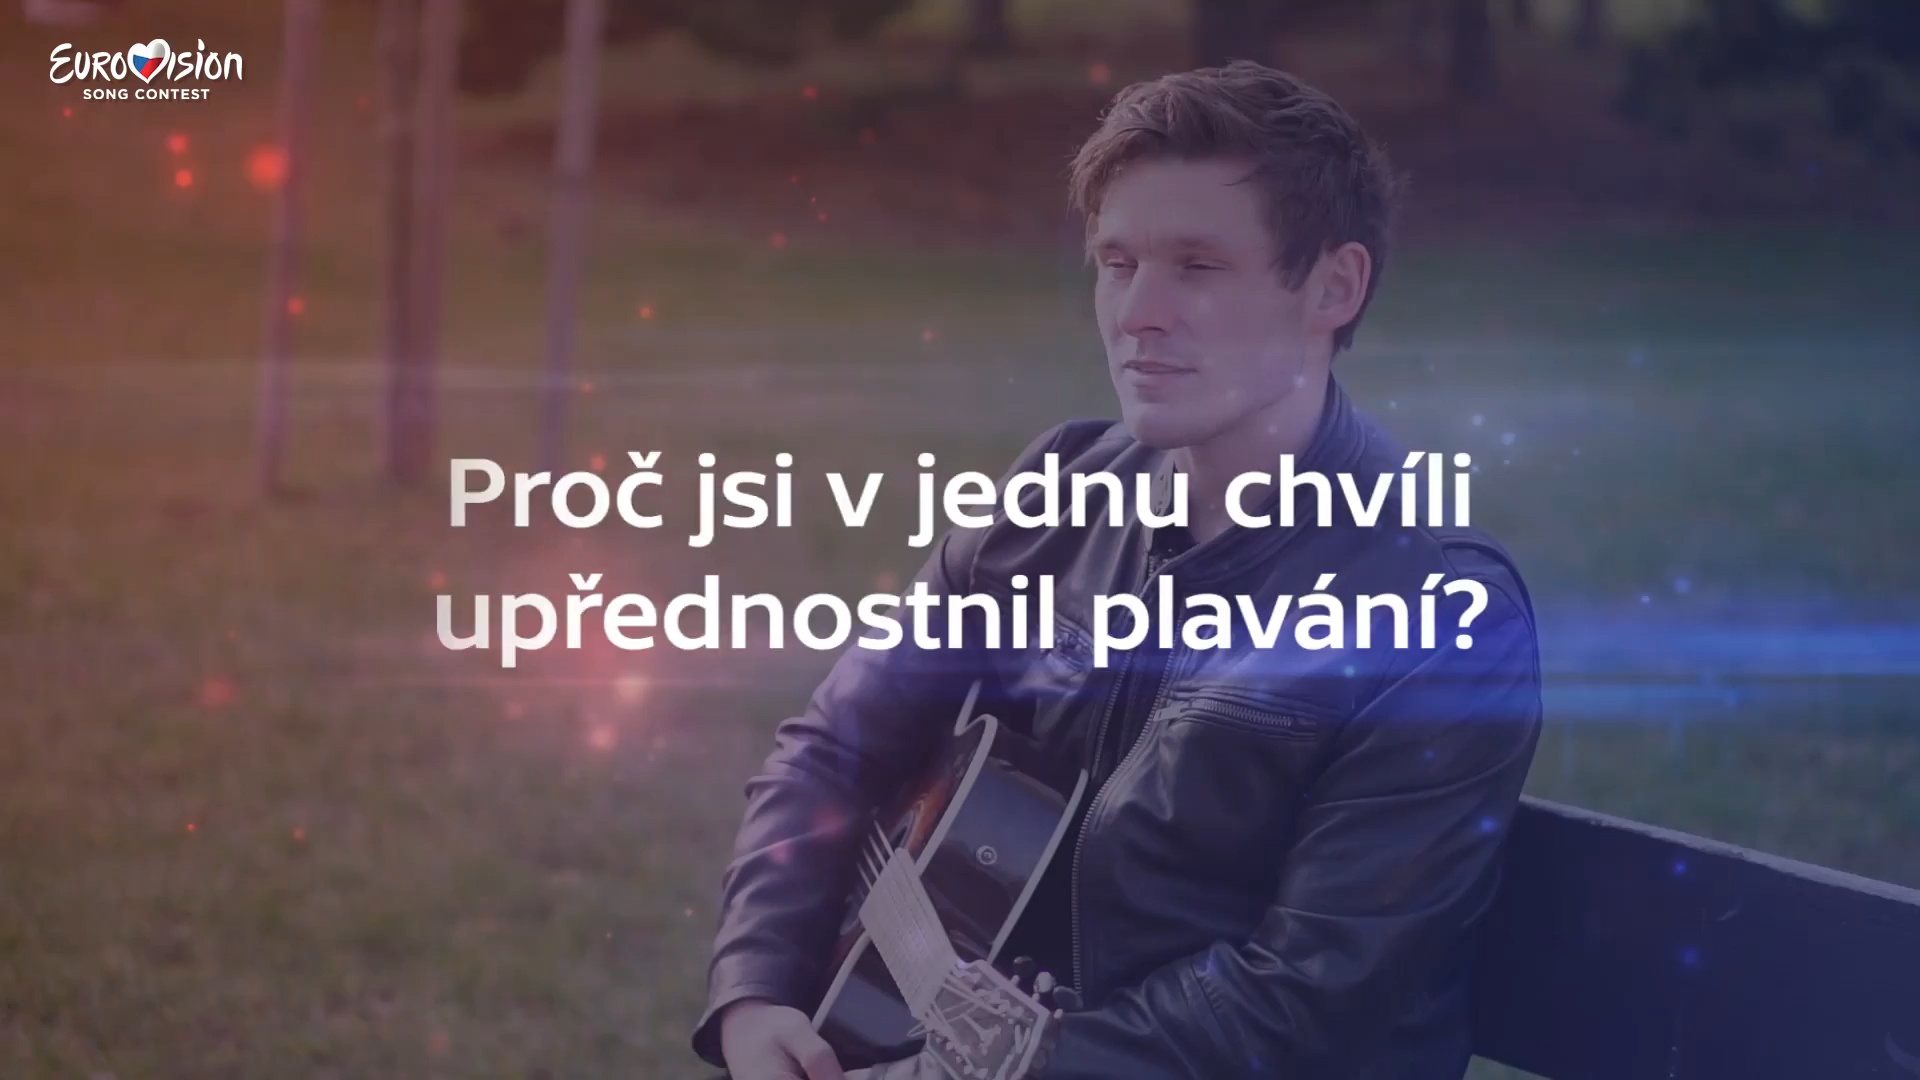 EUROVISION
SONG CONTEST
Proč jsi v jednu chvíli
upřednostnil plavání?